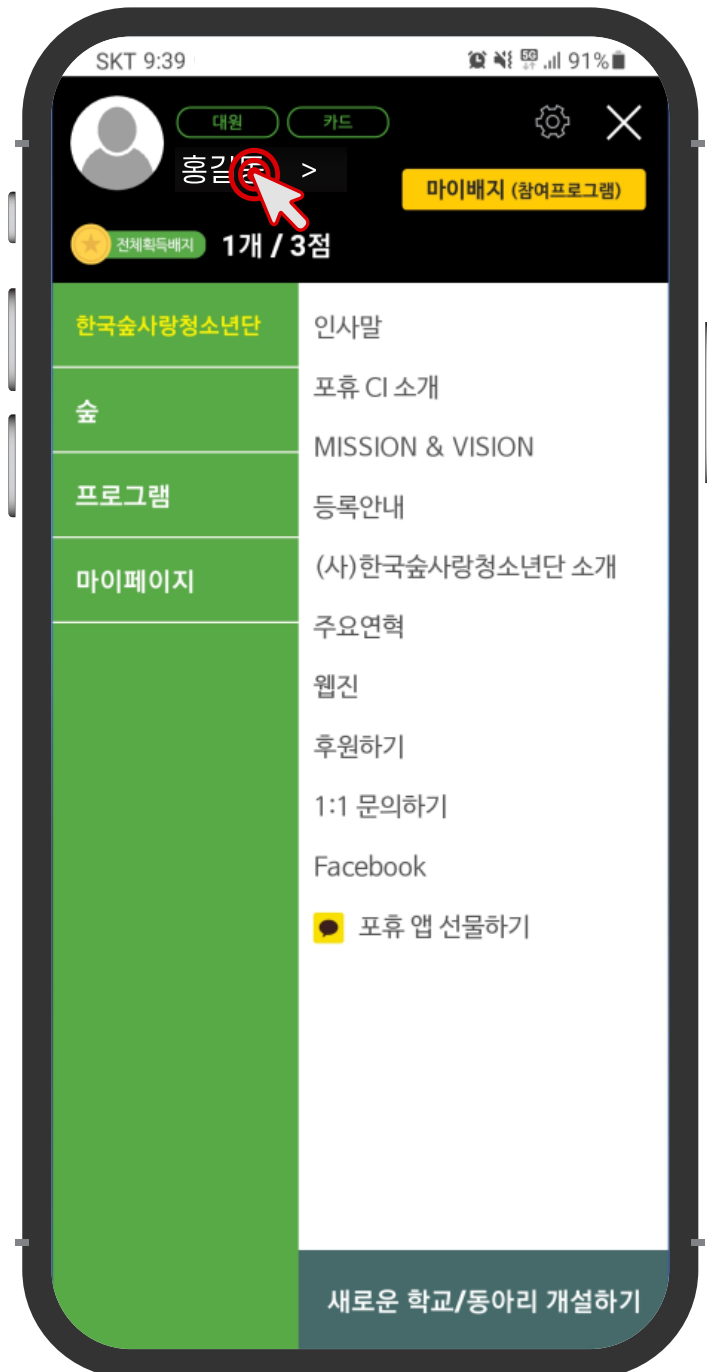 SKT 9:39 5G 91%
대원 카드
홍길동 >
마이배지 (참여프로그램)
전체획득배지 1개 / 3점
한국숲사랑청소년단
숲
프로그램
마이페이지
인사말
포휴 CI 소개
MISSION & VISION
등록안내
(사)한국숲사랑청소년단 소개
주요연혁
웹진
후원하기
1:1 문의하기
Facebook
포휴 앱 선물하기
새로운 학교/동아리 개설하기